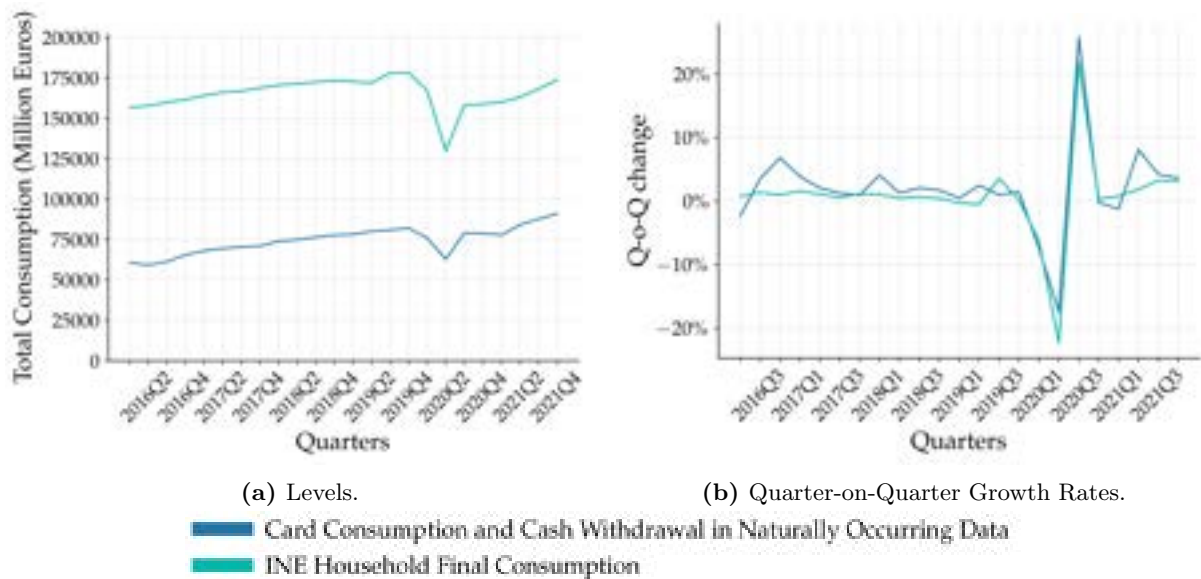 Total Consumption (Million Euros)
200000
175000
150000
125000
100000
75000
50000
25000
0
2016Q2
2016Q4
2017Q2
2017Q4
2018Q2
2018Q4
2019Q2
2019Q4
2020Q2
2020Q4
2021Q2
2021Q4
Quarters
(a) Levels.
Q-o-Q change
20%
10%
0%
−10%
−20%
2016Q3
2017Q1
2017Q3
2018Q1
2018Q3
2019Q1
2019Q3
2020Q1
2020Q3
2021Q1
2021Q3
Quarters
(b) Quarter-on-Quarter Growth Rates.
Card Consumption and Cash Withdrawal in Naturally Occurring Data
INE Household Final Consumption